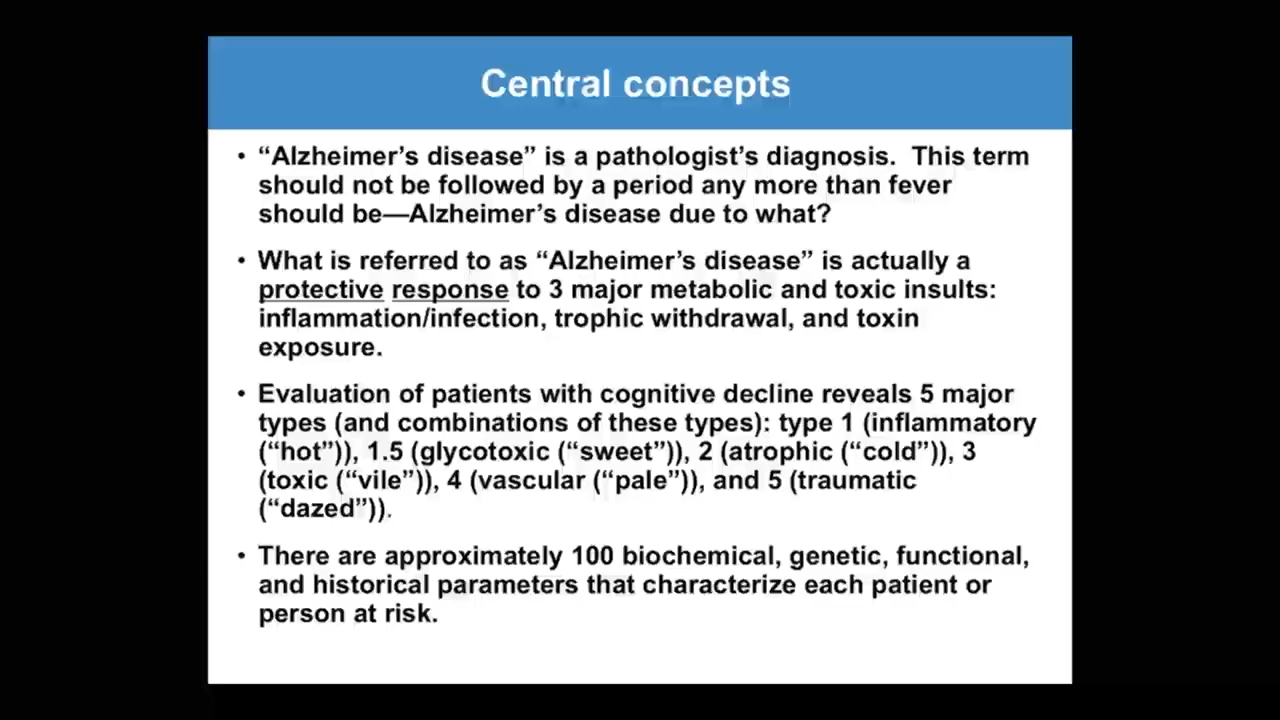 Central concepts
• “Alzheimer’s disease” is a pathologist’s diagnosis.  This term
should not be followed by a period any more than fever
should be—Alzheimer’s disease due to what?
• What is referred to as “Alzheimer’s disease” is actually a
protective response to 3 major metabolic and toxic insults:
inflammation/infection, trophic withdrawal, and toxin
exposure.
• Evaluation of patients with cognitive decline reveals 5 major
types (and combinations of these types): type 1 (inflammatory
(“hot”)), 1.5 (glycotoxic (“sweet”)), 2 (atrophic (“cold”)), 3
(toxic (“vile”)), 4 (vascular (“pale”)), and 5 (traumatic
(“dazed”)).
• There are approximately 100 biochemical, genetic, functional,
and historical parameters that characterize each patient or
person at risk.